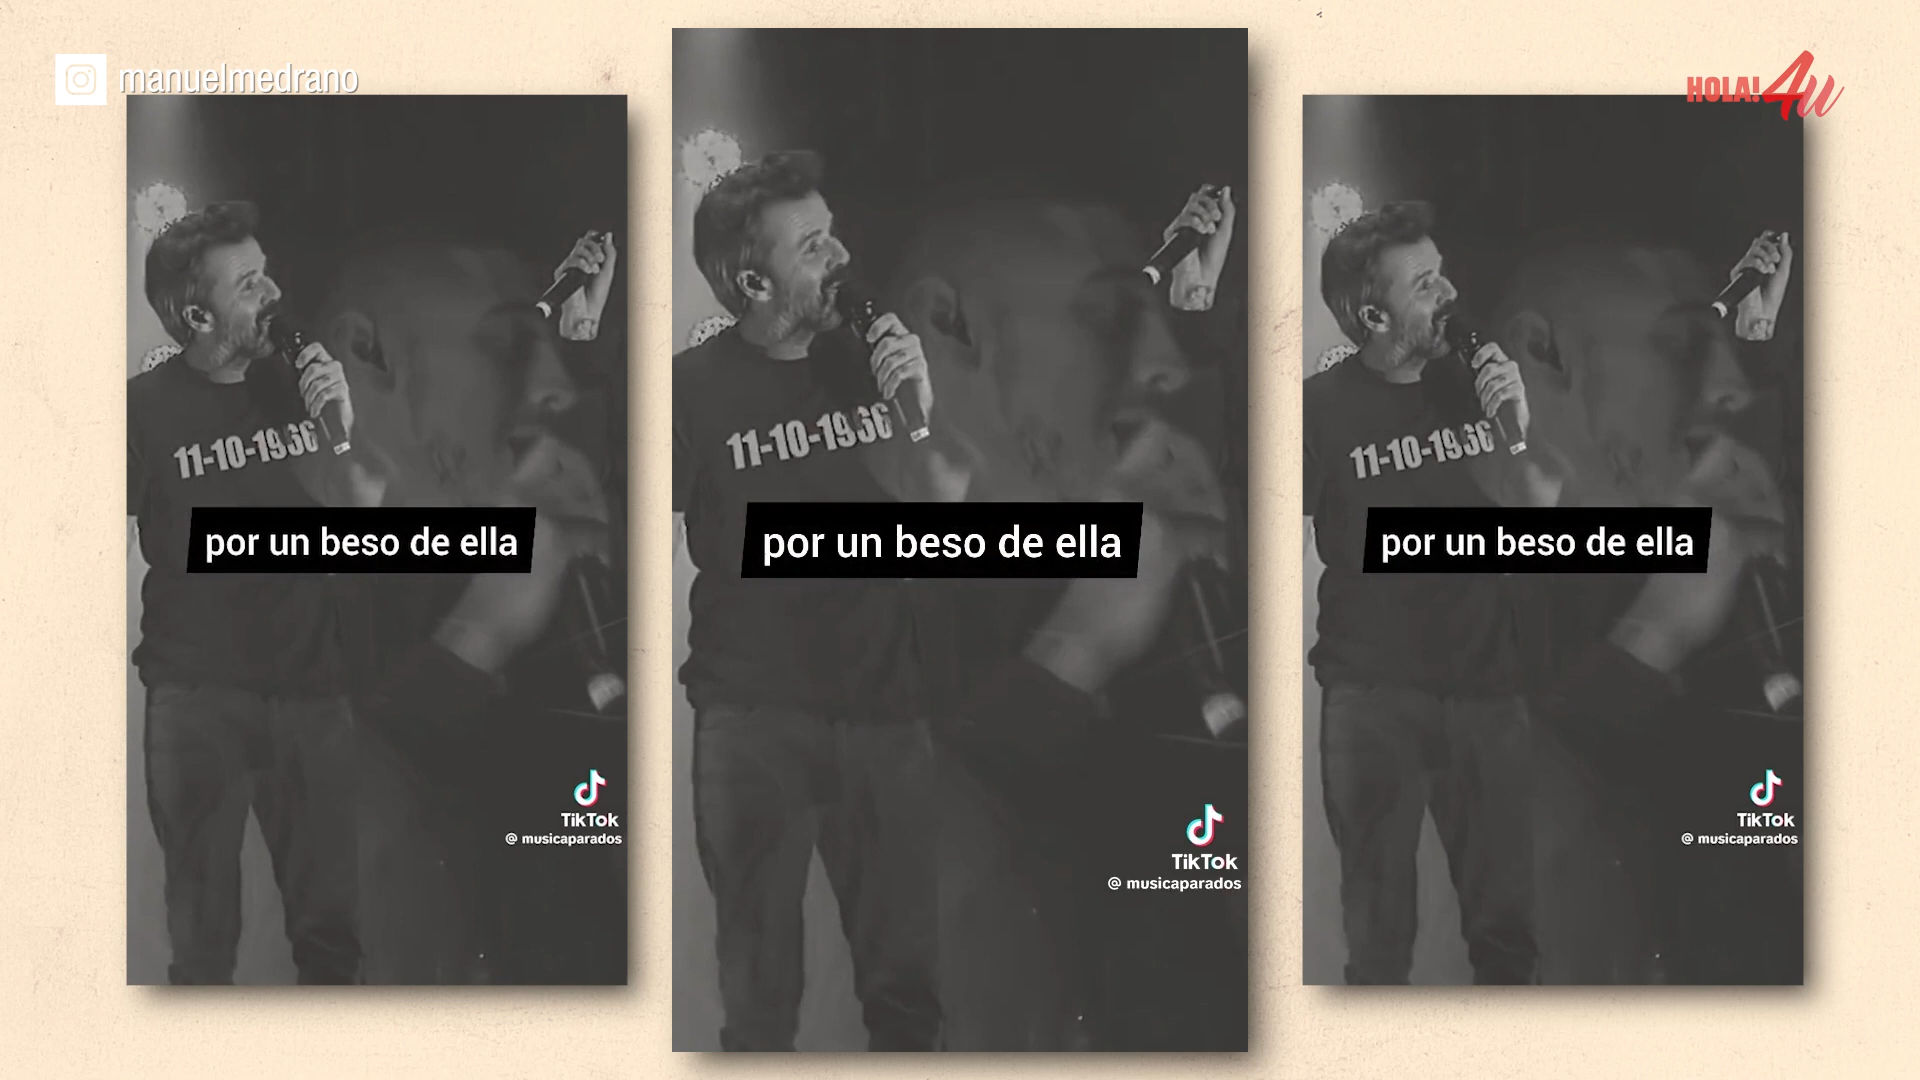 manuelmedrano
HOLA! 4u
11-10-1966
por un beso de ella
TikTok
@ musicaparados
11-10-1966
por un beso de ella
TikTok
@ musicaparados
11-10-1966
por un beso de ella
TikTok
@ musicaparados